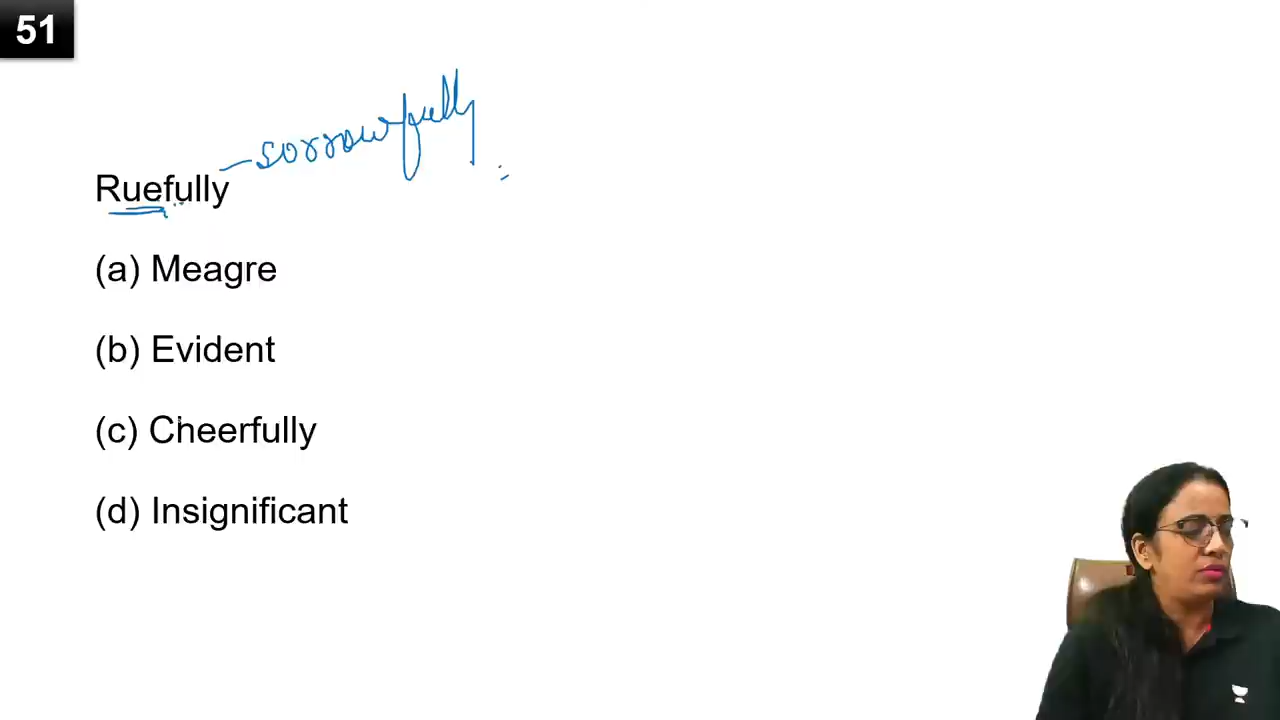 51
sorrowfully
Ruefully
(a) Meagre
(b) Evident
(c) Cheerfully
(d) Insignificant